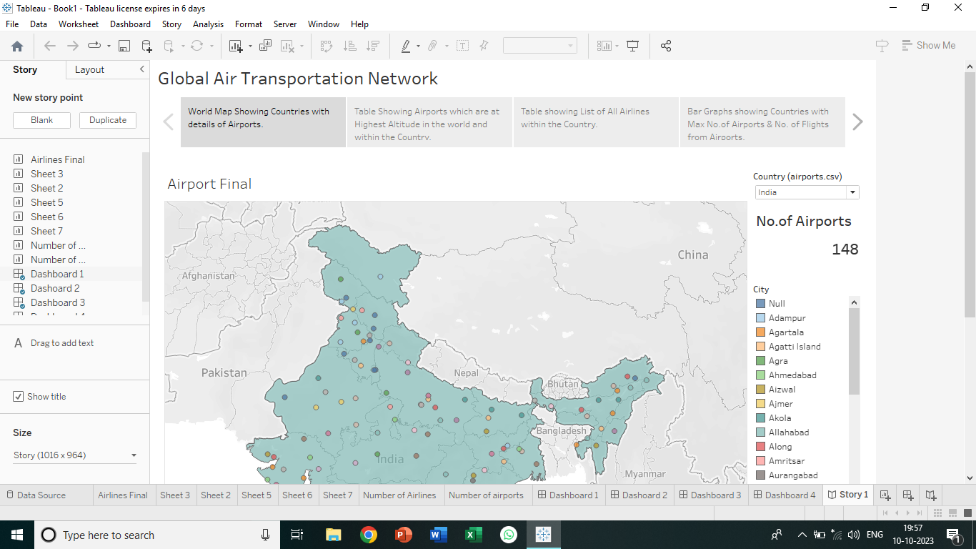 Tableau - Book1 - Tableau license expires in 6 days
File Data Worksheet Dashboard Story Analysis Format Server Window Help
Show Me
Story Layout
New story point
Blank Duplicate
Airlines Final
Sheet 3
Sheet 2
Sheet 5
Sheet 6
Sheet 7
Number of ...
Number of ...
Dashboard 1
Dashoard 2
Dashboard 3
A Drag to add text
Show title
Size
Story (1016 x 964)
Global Air Transportation Network
World Map Showing Countries with
details of Airports.
Table Showing Airports which are at
Highest Altitude in the world and
within the Country.
Table showing List of All Airlines
within the Country.
Bar Graphs showing Countries with
Max No.of Airports & No. of Flights
from Airports.
Airport Final
Afghanistan
China
Pakistan
Nepal
Bhutan
Bangladesh
India
Myanmar
Country (airports.csv)
India
No.of Airports
148
City
Null
Adampur
Agartala
Agatti Island
Agra
Ahmedabad
Aizwal
Ajmer
Akola
Allahabad
Along
Amritsar
Aurangabad
Data Source Airlines Final Sheet 3 Sheet 2 Sheet 5 Sheet 6 Sheet 7 Number of Airlines Number of airports Dashboard 1 Dashoard 2 Dashboard 3 Dashboard 4 Story 1
Type here to search
ENG
19:57
10-10-2023
1